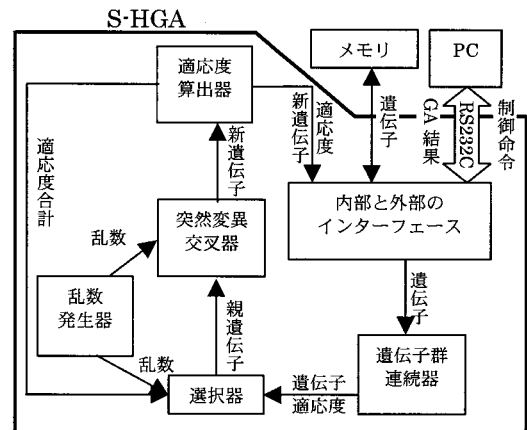 S-HGA
メモリ
PC
適応度
算出器
新遺伝子
適応度
遺伝子
GA 結果
RS232C
制御命令
適応度合計
新遺伝子
内部と外部の
インターフェース
突然変異
交叉器
乱数
乱数
発生器
親遺伝子
遺伝子
遺伝子群
連続器
乱数
選択器
遺伝子
適応度